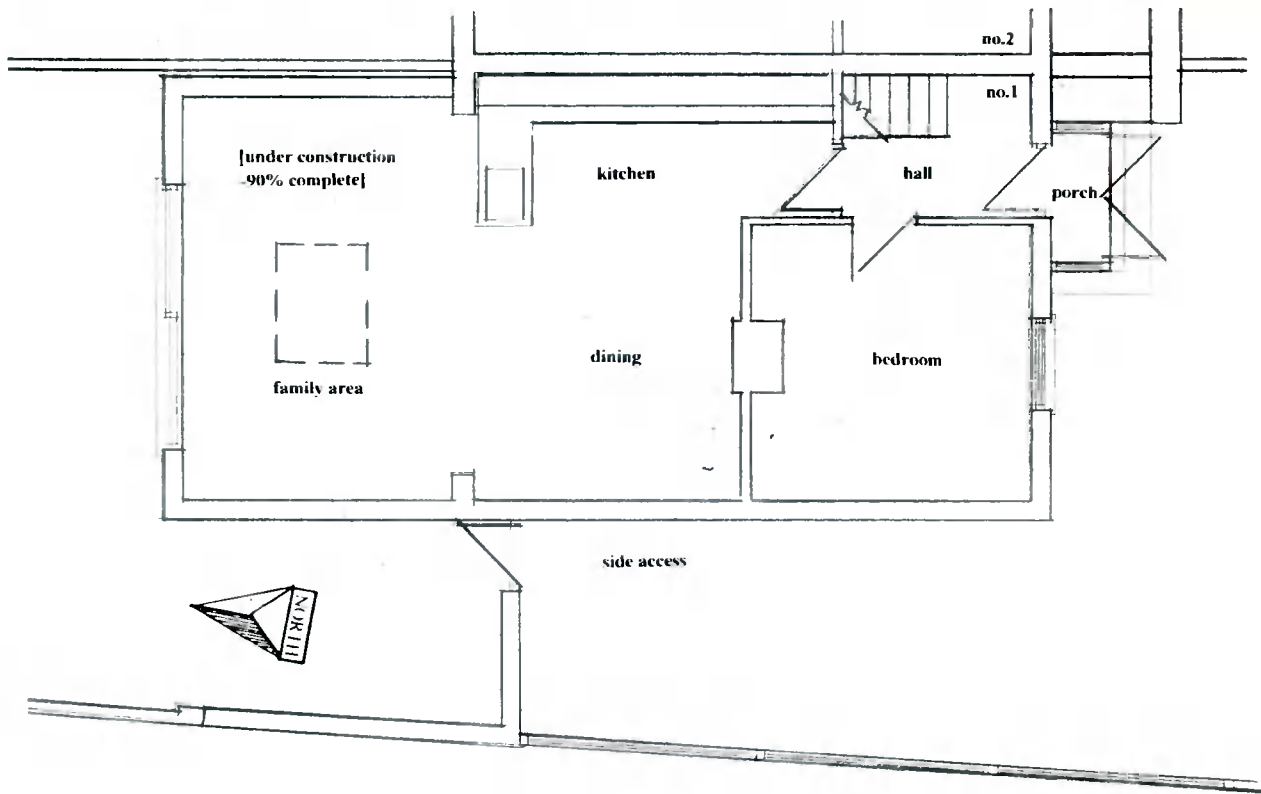 no.2
no.1
[under construction
-90% complete]
kitchen
hall
porch
dining
bedroom
family area
side access
NORTH